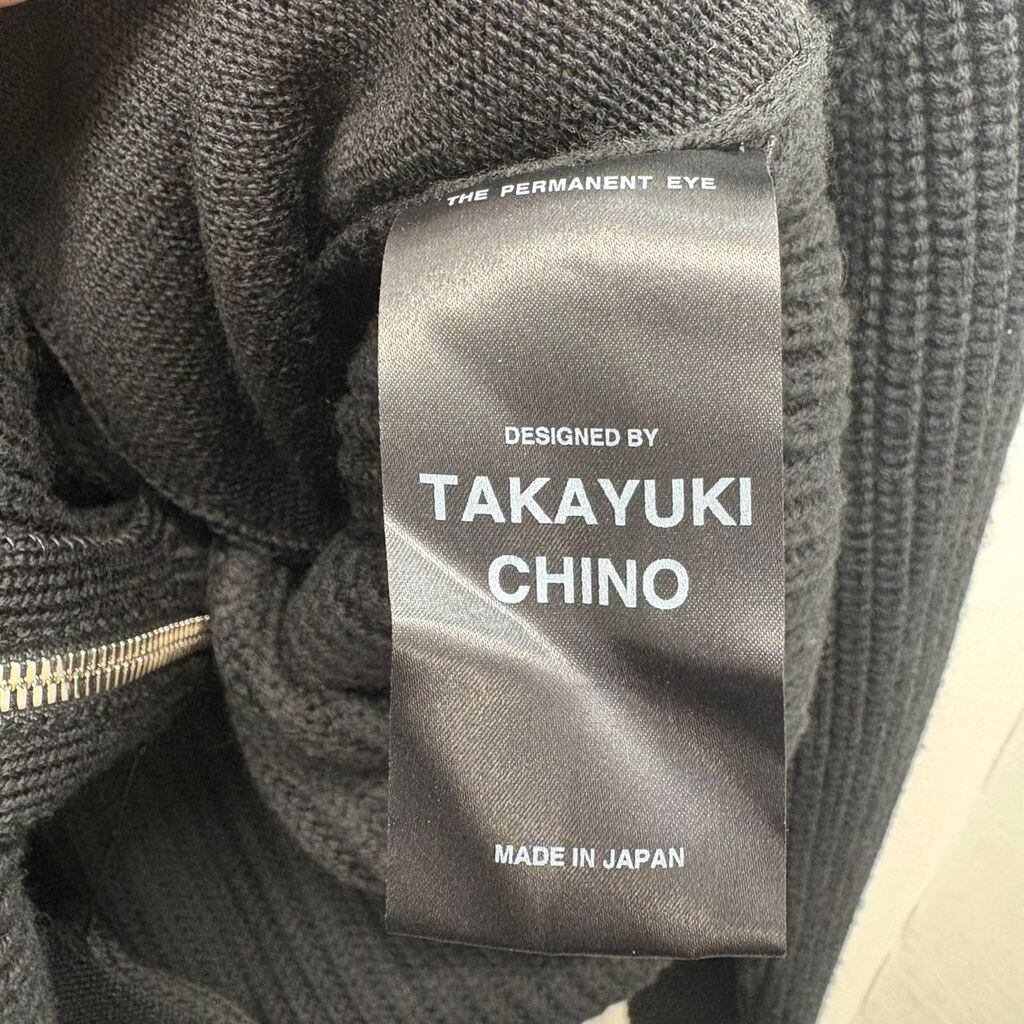 THE PERMANENT EYE
DESIGNED BY
TAKAYUKI
CHINO
MADE IN JAPAN